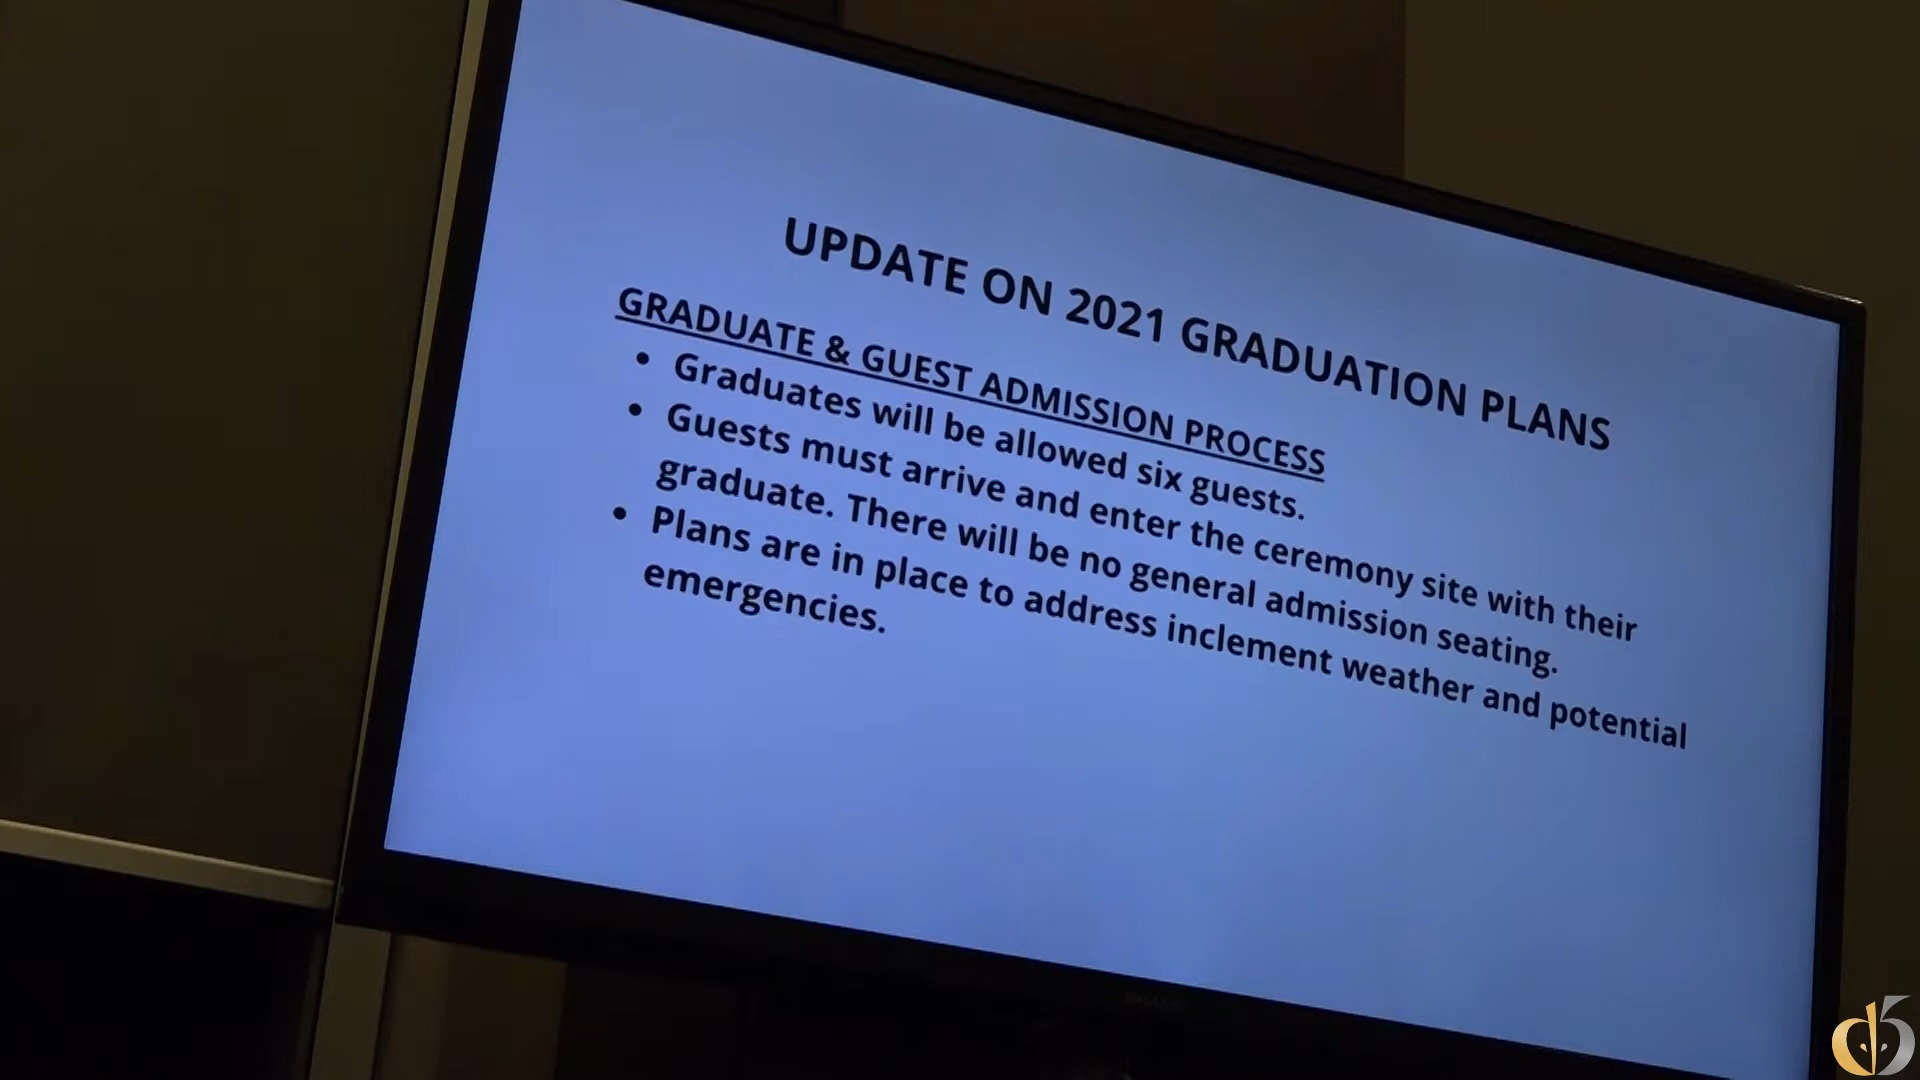 UPDATE ON 2021 GRADUATION PLANS
GRADUATE & GUEST ADMISSION PROCESS
• Graduates will be allowed six guests.
• Guests must arrive and enter the ceremony site with their
graduate. There will be no general admission seating.
• Plans are in place to address inclement weather and potential
emergencies.
d5